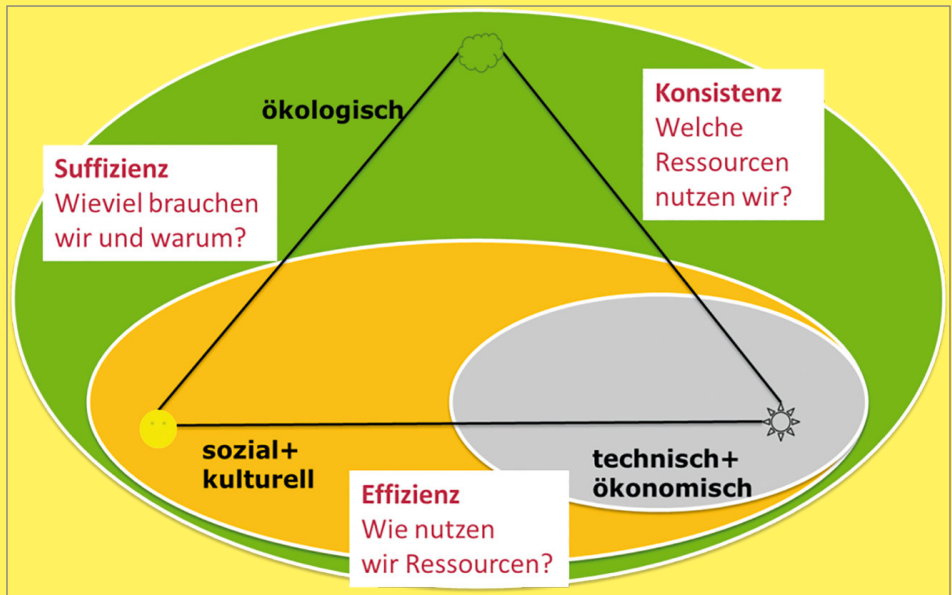 ökologisch
Konsistenz
Welche
Ressourcen
nutzen wir?
Suffizienz
Wieviel brauchen
wir und warum?
sozial+
kulturell
technisch+
ökonomisch
Effizienz
Wie nutzen
wir Ressourcen?